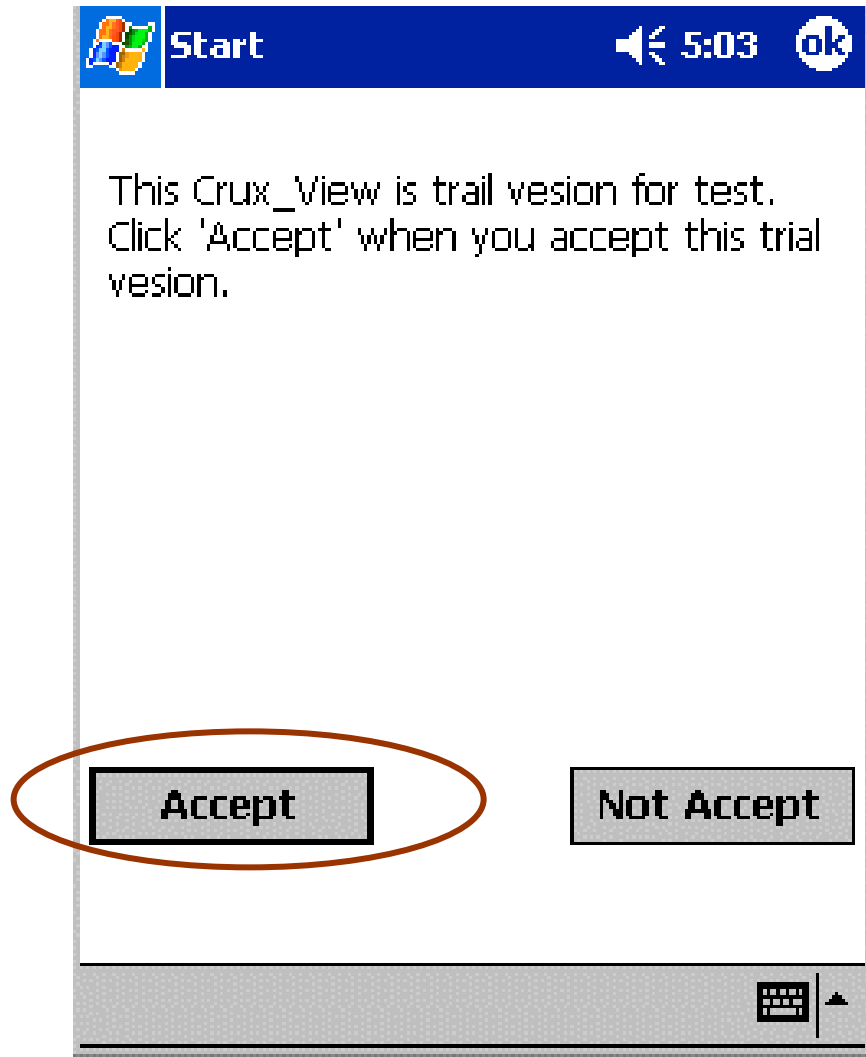 Start 5:03 ok
This Crux_View is trail vesion for test.
Click 'Accept' when you accept this trial
vesion.
Accept Not Accept